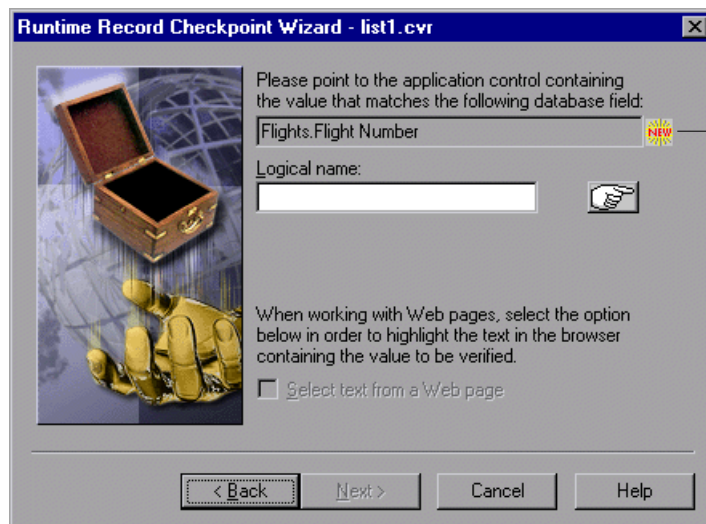 Runtime Record Checkpoint Wizard - list1.cvr
Please point to the application control containing
the value that matches the following database field:
Flights.Flight Number
NEW
Logical name:
When working with Web pages, select the option
below in order to highlight the text in the browser
containing the value to be verified.
Select text from a Web page
< Back Next > Cancel Help